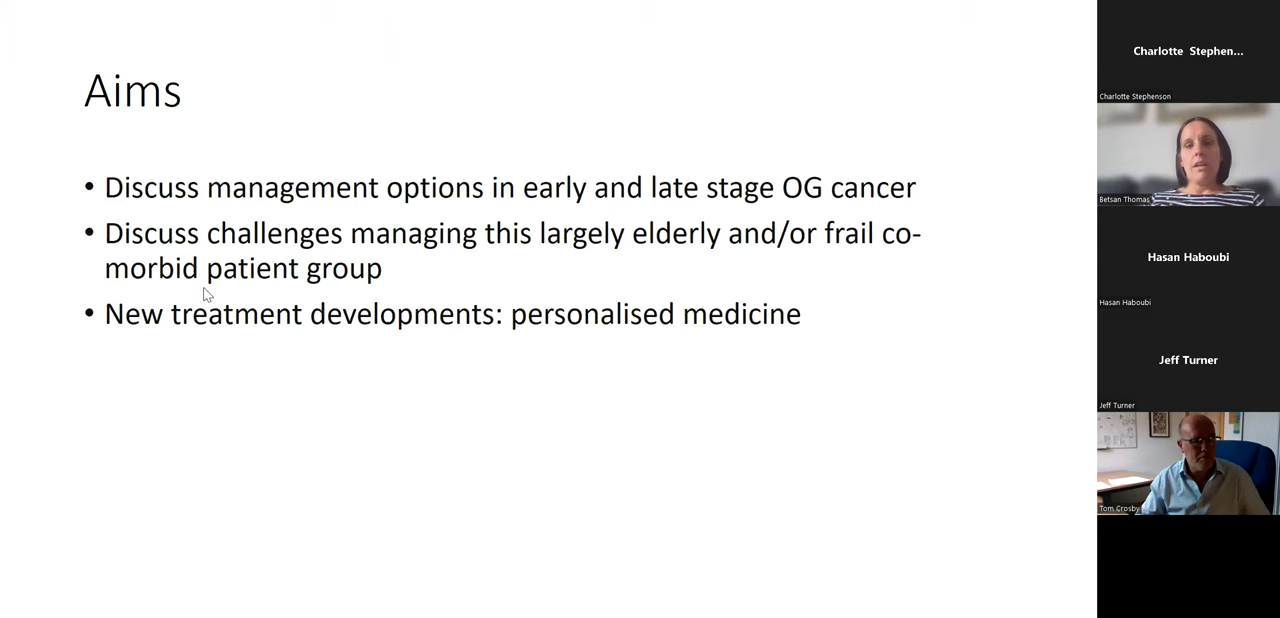 Aims
• Discuss management options in early and late stage OG cancer
• Discuss challenges managing this largely elderly and/or frail co-
morbid patient group
• New treatment developments: personalised medicine
Charlotte Stephen...
Charlotte Stephenson
Betsan Thomas
Hasan Haboubi
Hasan Haboubi
Jeff Turner
Jeff Turner
Tom Crosby